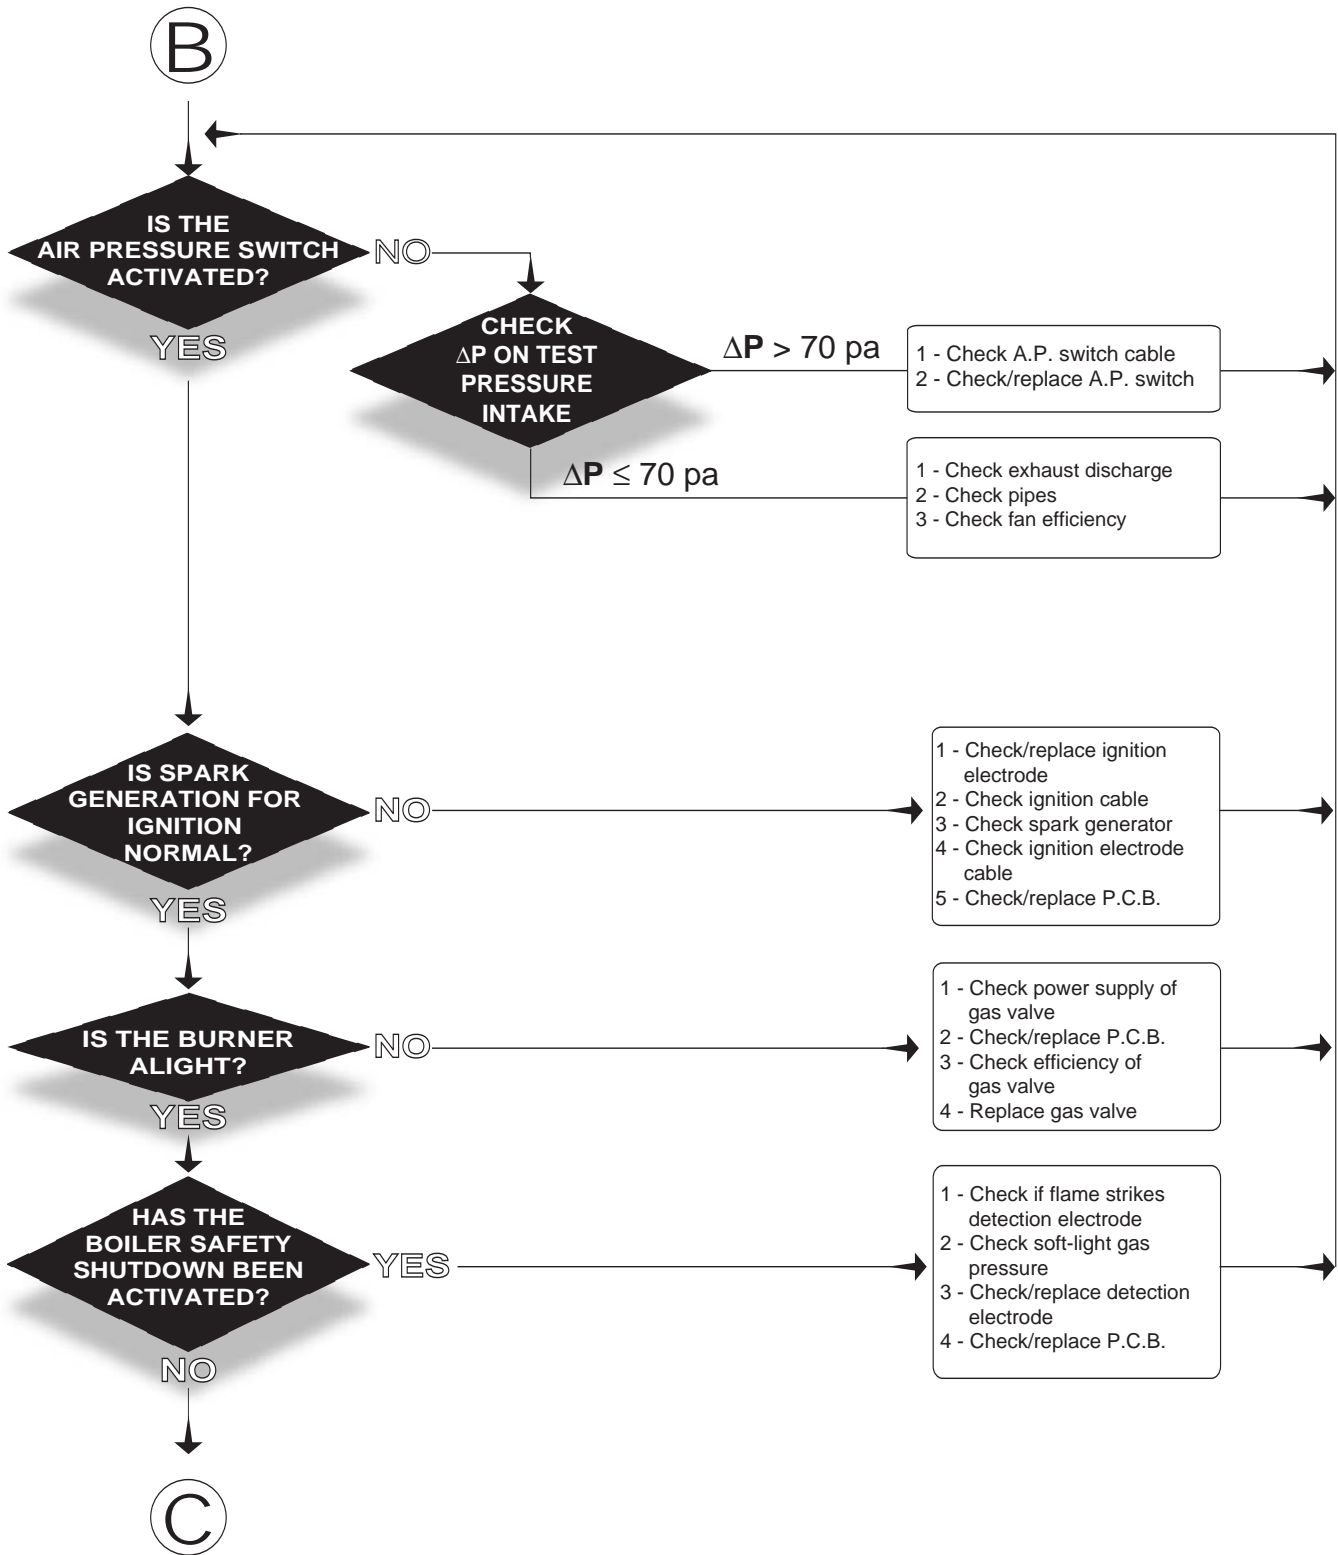 B
IS THE
AIR PRESSURE SWITCH
ACTIVATED?
NO
YES
CHECK
ΔP ON TEST
PRESSURE
INTAKE
ΔP > 70 pa
1 - Check A.P. switch cable
2 - Check/replace A.P. switch
ΔP ≤ 70 pa
1 - Check exhaust discharge
2 - Check pipes
3 - Check fan efficiency
IS SPARK
GENERATION FOR
IGNITION
NORMAL?
NO
YES
1 - Check/replace ignition
electrode
2 - Check ignition cable
3 - Check spark generator
4 - Check ignition electrode
cable
5 - Check/replace P.C.B.
IS THE BURNER
ALIGHT?
NO
YES
1 - Check power supply of
gas valve
2 - Check/replace P.C.B.
3 - Check efficiency of
gas valve
4 - Replace gas valve
HAS THE
BOILER SAFETY
SHUTDOWN BEEN
ACTIVATED?
YES
NO
1 - Check if flame strikes
detection electrode
2 - Check soft-light gas
pressure
3 - Check/replace detection
electrode
4 - Check/replace P.C.B.
C